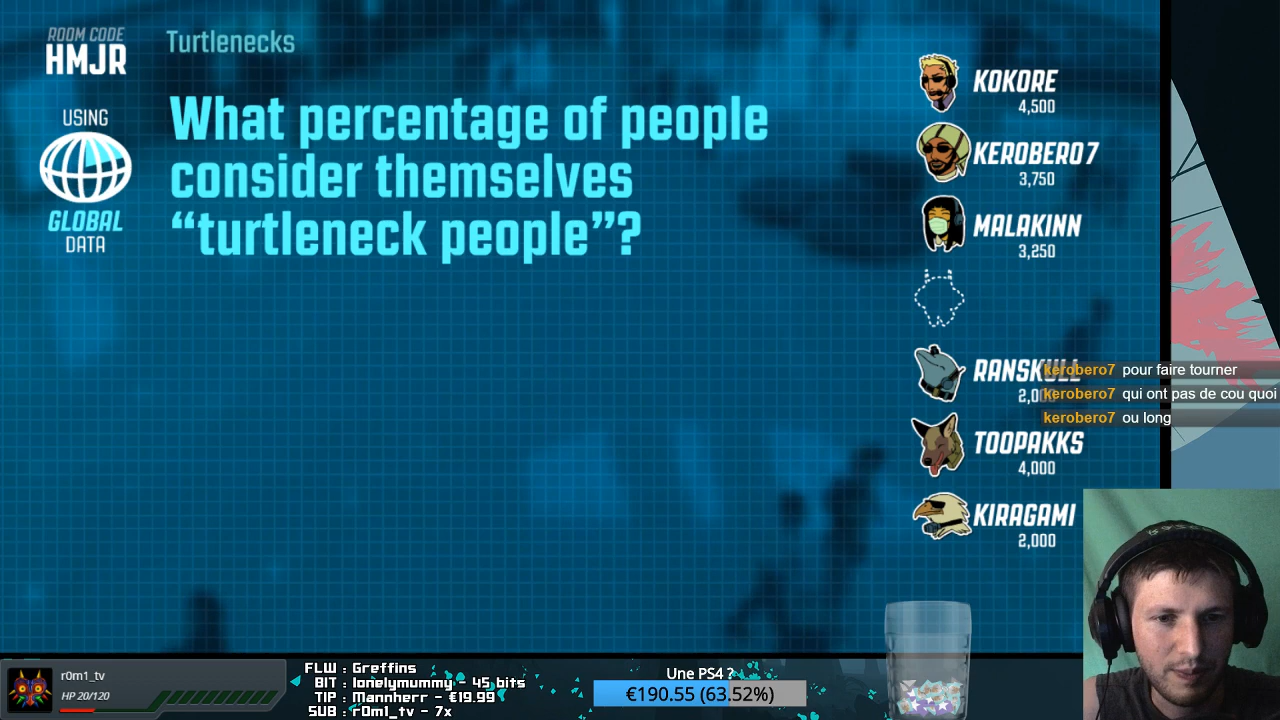 ROOM CODE
HMJR
USING
GLOBAL
DATA
Turtlenecks
What percentage of people
consider themselves
“turtleneck people”?
KOKORE
4,500
KEROBERO7
3,750
MALAKINN
3,250
RANSKULL
TOOPAKKS
4,000
KIRAGAMI
2,000
kerobero7 pour faire tourner
kerobero7 qui ont pas de cou quoi
kerobero7 ou long
r0m1_tv
HP 20/120
FLW : Greffins
BIT : lonelymummy - 45 bits
TIP : Mannherr - €19.99
SUB : r0m1_tv - 7x
Une PS4 ?
€190.55 (63.52%)